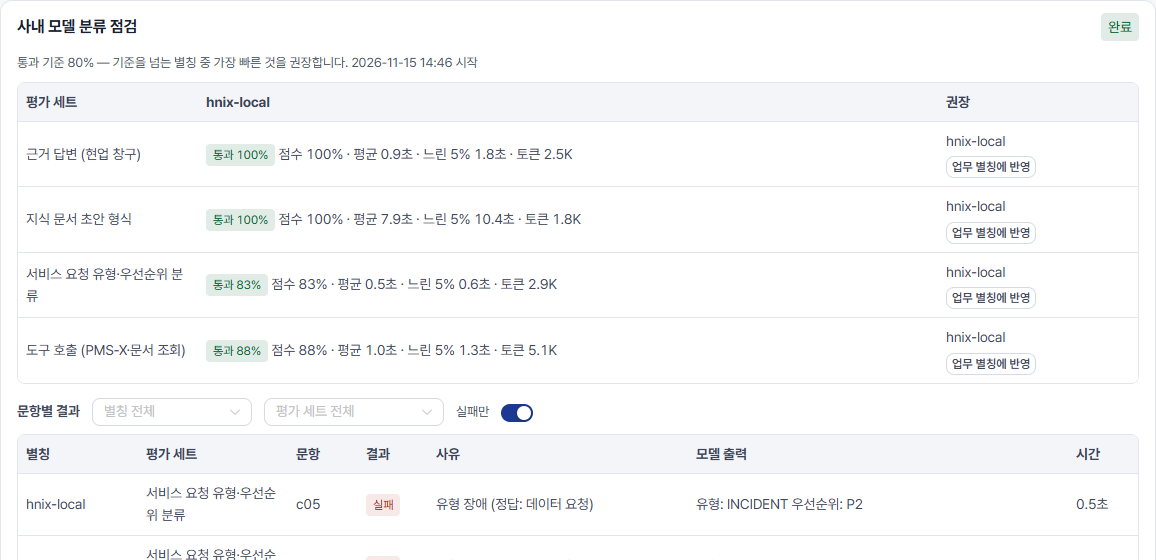 사내 모델 분류 점검
완료
통과 기준 80% — 기준을 넘는 별칭 중 가장 빠른 것을 권장합니다. 2026-11-15 14:46 시작
평가 세트 hnix-local 권장
근거 답변 (현업 창구) 통과 100% 점수 100% · 평균 0.9초 · 느린 5% 1.8초 · 토큰 2.5K hnix-local
업무 별칭에 반영
지식 문서 초안 형식 통과 100% 점수 100% · 평균 7.9초 · 느린 5% 10.4초 · 토큰 1.8K hnix-local
업무 별칭에 반영
서비스 요청 유형·우선순위 분
류
통과 83% 점수 83% · 평균 0.5초 · 느린 5% 0.6초 · 토큰 2.9K hnix-local
업무 별칭에 반영
도구 호출 (PMS-X·문서 조회) 통과 88% 점수 88% · 평균 1.0초 · 느린 5% 1.3초 · 토큰 5.1K hnix-local
업무 별칭에 반영
문항별 결과 별칭 전체 평가 세트 전체 실패만
별칭 평가 세트 문항 결과 사유 모델 출력 시간
hnix-local 서비스 요청 유형·우선순
위 분류
c05 실패 유형 장애 (정답: 데이터 요청) 유형: INCIDENT 우선순위: P2 0.5초
서비스 요청 유형·우선순